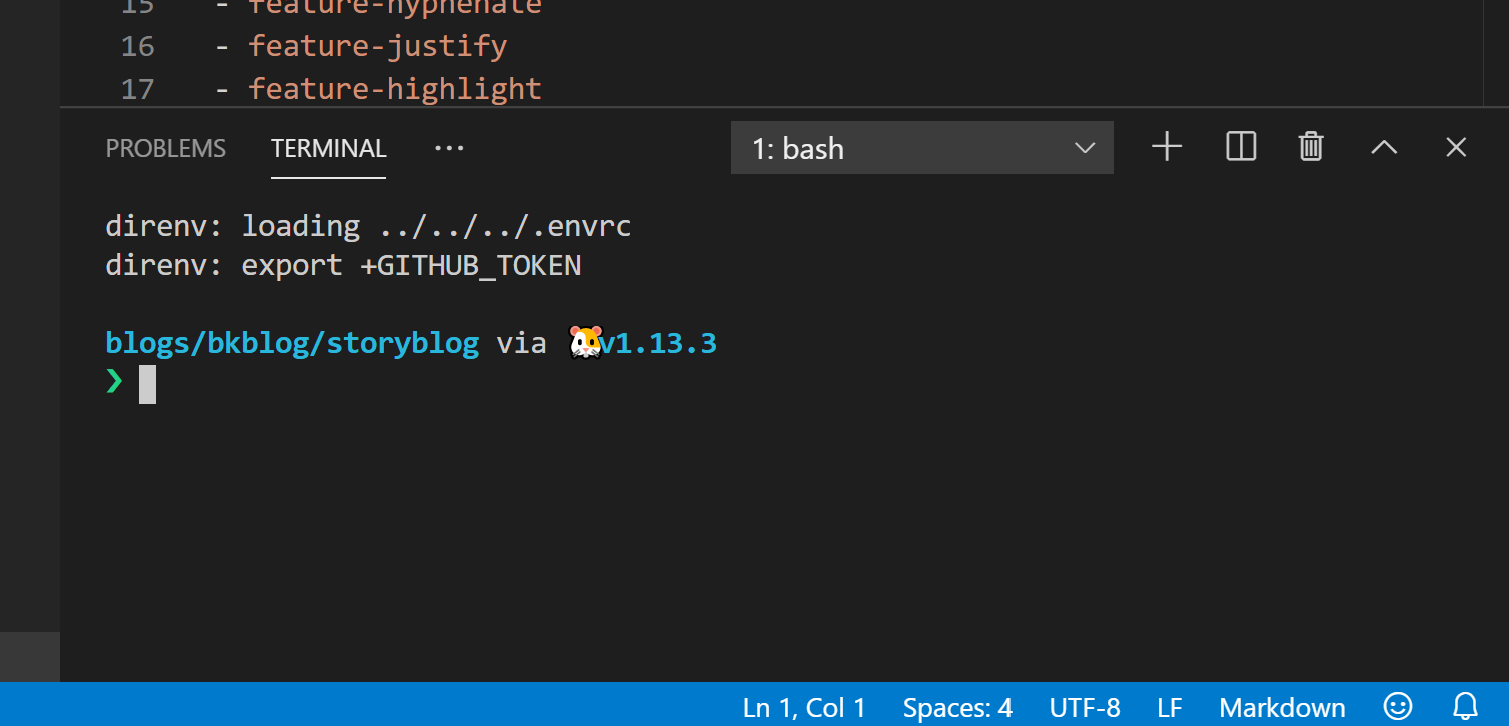 15 - feature-hyphenate
16 - feature-justify
17 - feature-highlight
PROBLEMS TERMINAL ··· 1: bash
direnv: loading ../../../.envrc
direnv: export +GITHUB_TOKEN
blogs/bkblog/storyblog via 🐹v1.13.3
❯
Ln 1, Col 1 Spaces: 4 UTF-8 LF Markdown